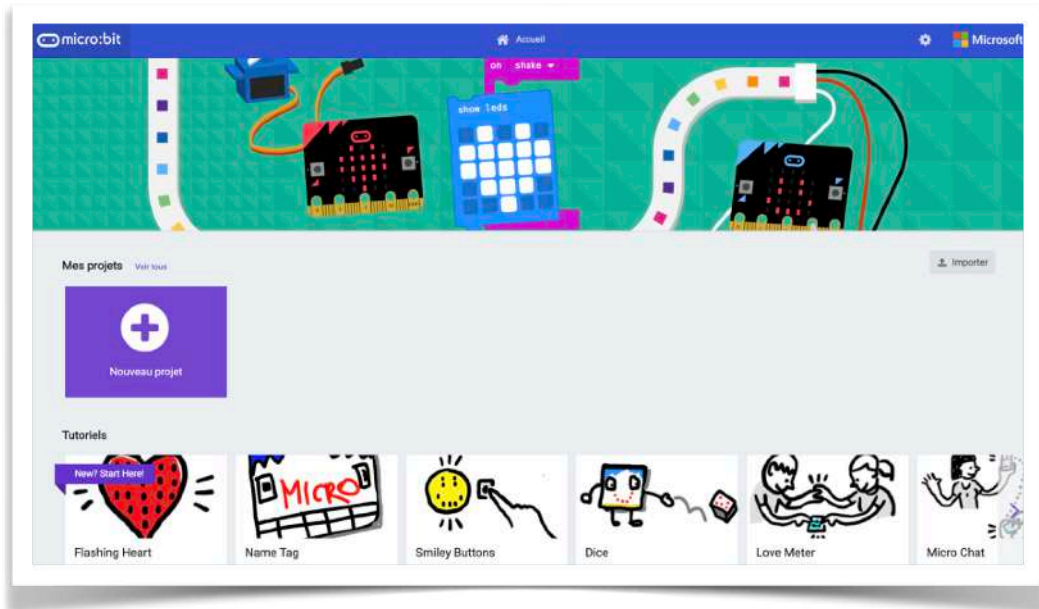 micro:bit
Accueil
Microsoft
on shake
show leds
Mes projets Voir tous
Importer
Nouveau projet
Tutoriels
New? Start Here!
MICRO
Flashing Heart
Name Tag
Smiley Buttons
Dice
Love Meter
Micro Chat